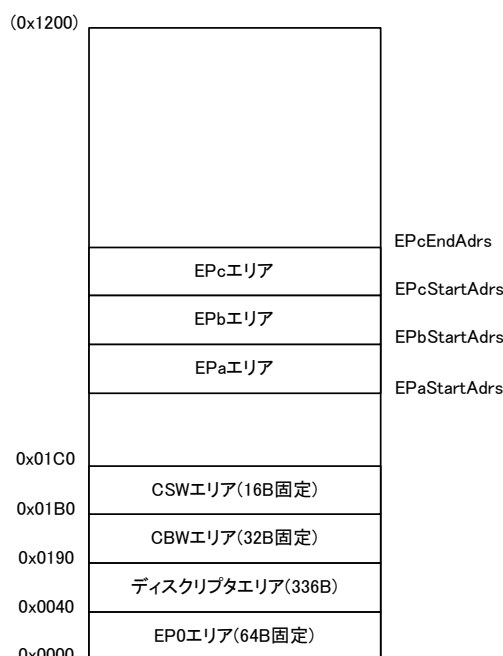 (0x1200)
EPcEndAdrs
EPcエリア
EPcStartAdrs
EPbエリア
EPbStartAdrs
EPaエリア
EPaStartAdrs
0x01C0
CSWエリア(16B固定)
0x01B0
CBWエリア(32B固定)
0x0190
ディスクリプタエリア(336B)
0x0040
EP0エリア(64B固定)
0x0000